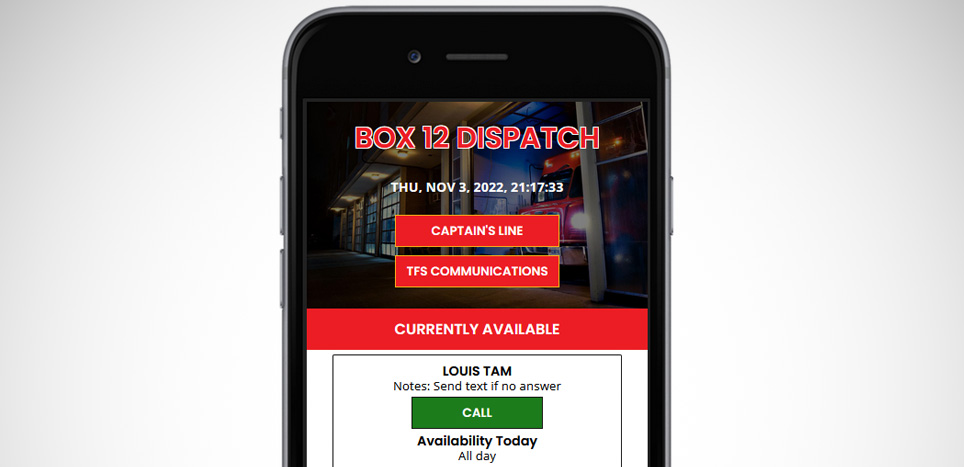 BOX 12 DISPATCH
THU, NOV 3, 2022, 21:17:33
CAPTAIN'S LINE
TFS COMMUNICATIONS
CURRENTLY AVAILABLE
LOUIS TAM
Notes: Send text if no answer
CALL
Availability Today
All day